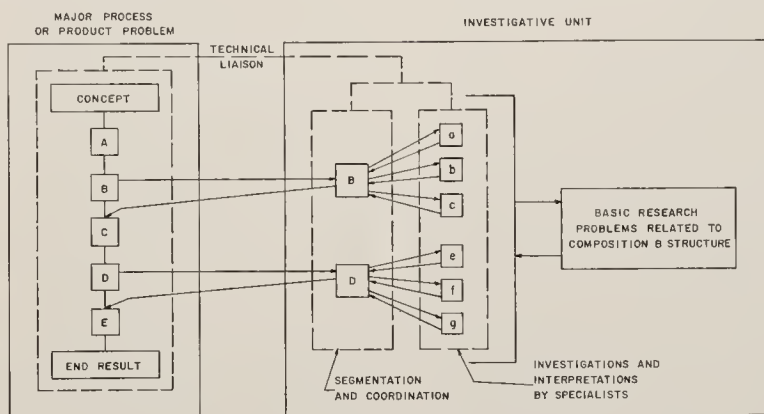 MAJOR PROCESS
OR PRODUCT PROBLEM
INVESTIGATIVE UNIT
TECHNICAL
LIAISON
CONCEPT
A
B
C
D
E
END RESULT
B
D
a
b
c
e
f
g
BASIC RESEARCH
PROBLEMS RELATED TO
COMPOSITION B STRUCTURE
SEGMENTATION
AND COORDINATION
INVESTIGATIONS AND
INTERPRETATIONS
BY SPECIALISTS